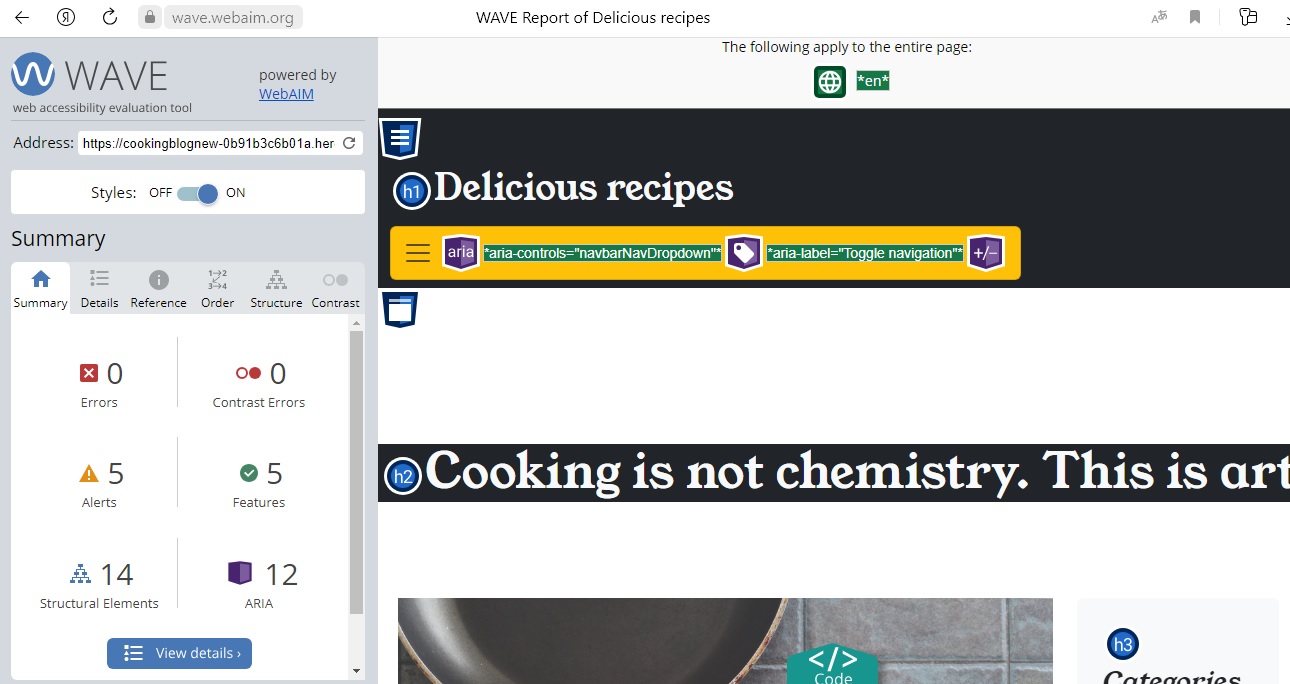 wave.webaim.org
WAVE Report of Delicious recipes
WAVE
web accessibility evaluation tool
powered by
WebAIM
Address: https://cookingblognew-0b91b3c6b01a.her
Styles: OFF ON
Summary
Summary Details Reference Order Structure Contrast
0
Errors
0
Contrast Errors
5
Alerts
5
Features
14
Structural Elements
12
ARIA
View details ›
The following apply to the entire page:
*en*
h1 Delicious recipes
aria *aria-controls="navbarNavDropdown"* *aria-label="Toggle navigation"* +/-
h2 Cooking is not chemistry. This is art
</> 
Code
h3
Categories